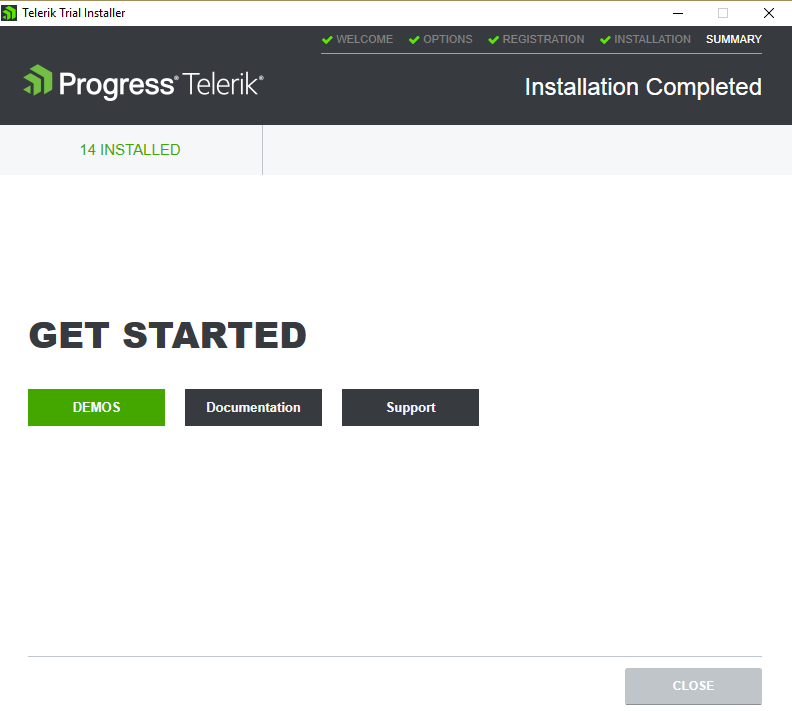 Telerik Trial Installer
WELCOME OPTIONS REGISTRATION INSTALLATION SUMMARY
Progress® Telerik®
Installation Completed
14 INSTALLED
GET STARTED
DEMOS Documentation Support
CLOSE